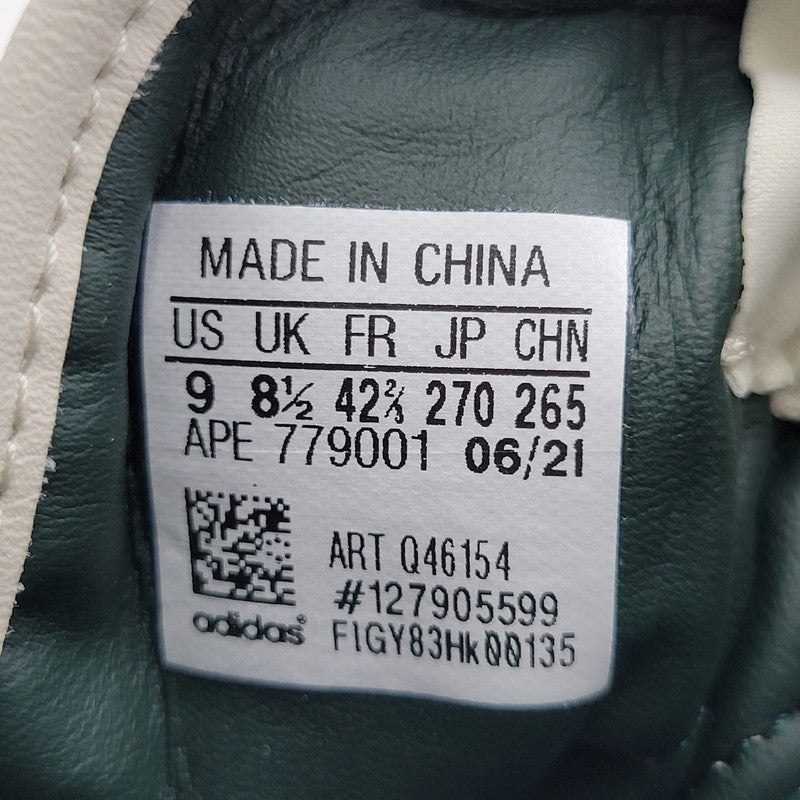 MADE IN CHINA
US UK FR JP CHN
9 8½ 42⅔ 270 265
APE 779001 06/21
ART Q46154
#127905599
adidas® F1GY83Hk00135